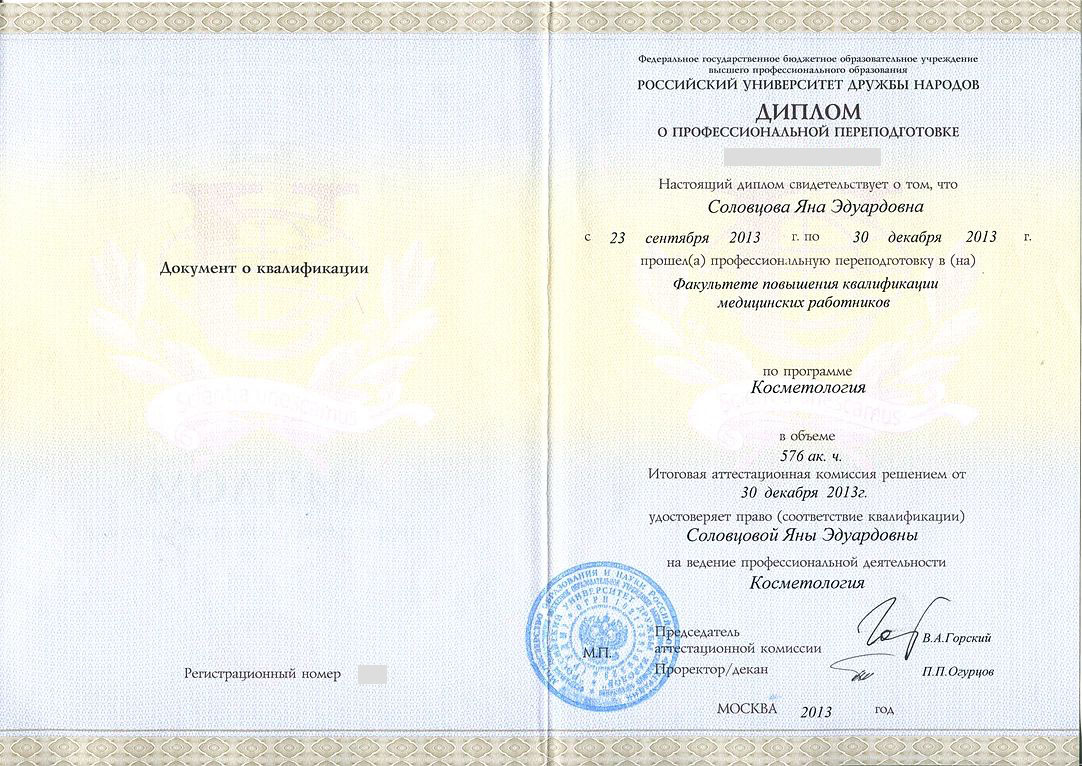 Документ о квалификации
Регистрационный номер
Федеральное государственное бюджетное образовательное учреждение
высшего профессионального образования
РОССИЙСКИЙ УНИВЕРСИТЕТ ДРУЖБЫ НАРОДОВ
ДИПЛОМ
О ПРОФЕССИОНАЛЬНОЙ ПЕРЕПОДГОТОВКЕ
Настоящий диплом свидетельствует о том, что
Соловцова Яна Эдуардовна
с 23 сентября 2013 г. по 30 декабря 2013 г.
прошел(а) профессиональную переподготовку в (на)
Факультете повышения квалификации
медицинских работников
по программе
Косметология
в объеме
576 ак. ч.
Итоговая аттестационная комиссия решением от
30 декабря 2013г.
удостоверяет право (соответствие квалификации)
Соловцовой Яны Эдуардовны
на ведение профессиональной деятельности
Косметология
Председатель
аттестационной комиссии В.А.Горский
М.П.
Проректор/декан П.П.Огурцов
МОСКВА 2013 год